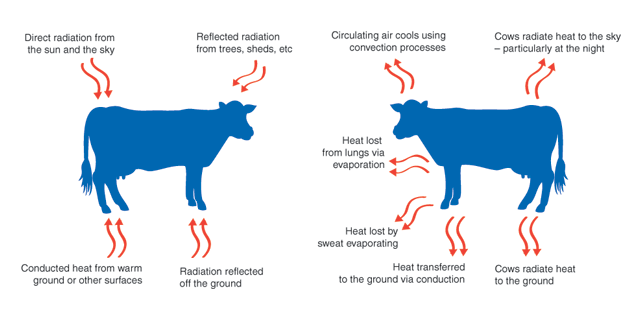 Direct radiation from
the sun and the sky
Reflected radiation
from trees, sheds, etc
Conducted heat from warm
ground or other surfaces
Radiation reflected
off the ground
Circulating air cools using
convection processes
Cows radiate heat to the sky
– particularly at the night
Heat lost
from lungs via
evaporation
Heat lost by
sweat evaporating
Heat transferred
to the ground via conduction
Cows radiate heat
to the ground